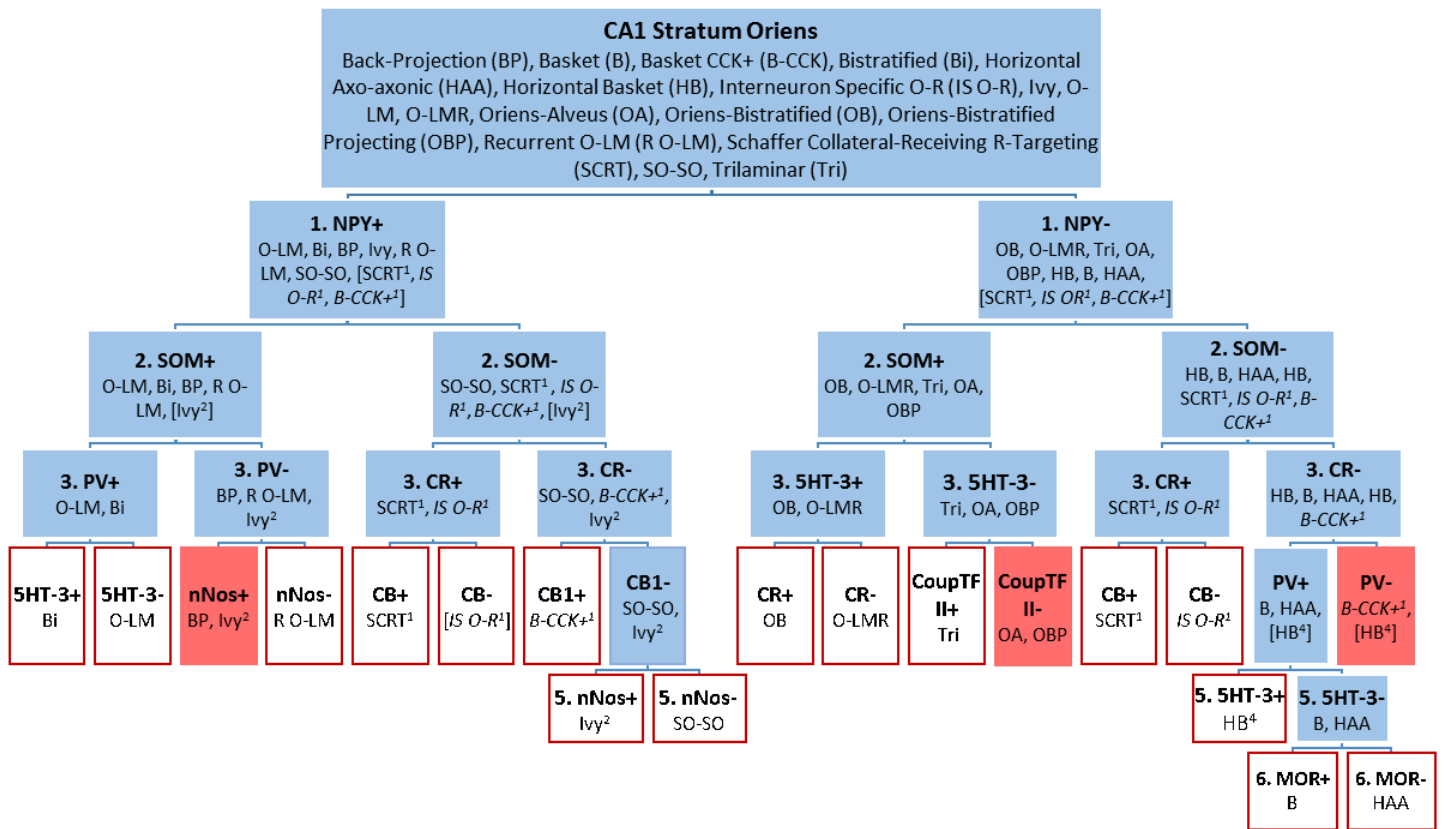 CA1 Stratum Oriens
Back-Projection (BP), Basket (B), Basket CCK+ (B-CCK), Bistratified (Bi), Horizontal
Axo-axonic (HAA), Horizontal Basket (HB), Interneuron Specific O-R (IS O-R), Ivy, O-
LM, O-LMR, Oriens-Alveus (OA), Oriens-Bistratified (OB), Oriens-Bistratified
Projecting (OBP), Recurrent O-LM (R O-LM), Schaffer Collateral-Receiving R-Targeting
(SCRT), SO-SO, Trilaminar (Tri)
1. NPY+
O-LM, Bi, BP, Ivy, R O-
LM, SO-SO, [SCRT¹, IS
O-R¹, B-CCK+¹]
1. NPY-
OB, O-LMR, Tri, OA,
OBP, HB, B, HAA,
[SCRT¹, IS OR¹, B-CCK+¹]
2. SOM+
O-LM, Bi, BP, R O-
LM, [Ivy²]
2. SOM-
SO-SO, SCRT¹, IS O-
R¹, B-CCK+¹, [Ivy²]
2. SOM+
OB, O-LMR, Tri, OA,
OBP
2. SOM-
HB, B, HAA, HB,
SCRT¹, IS O-R¹, B-
CCK+¹
3. PV+
O-LM, Bi
3. PV-
BP, R O-LM,
Ivy²
3. CR+
SCRT¹, IS O-R¹
3. CR-
SO-SO, B-CCK+¹,
Ivy²
3. 5HT-3+
OB, O-LMR
3. 5HT-3-
Tri, OA, OBP
3. CR+
SCRT¹, IS O-R¹
3. CR-
HB, B, HAA, HB,
B-CCK+¹
5HT-3+
Bi
5HT-3-
O-LM
nNos+
BP, Ivy²
nNos-
R O-LM
CB+
SCRT¹
CB-
[IS O-R¹]
CB1+
B-CCK+¹
CB1-
SO-SO,
Ivy²
CR+
OB
CR-
O-LMR
CoupTF
II+
Tri
CoupTF
II-
OA, OBP
CB+
SCRT¹
CB-
IS O-R¹
PV+
B, HAA,
[HB⁴]
PV-
B-CCK+¹,
[HB⁴]
5. nNos+
Ivy²
5. nNos-
SO-SO
5. 5HT-3+
HB⁴
5. 5HT-3-
B, HAA
6. MOR+
B
6. MOR-
HAA